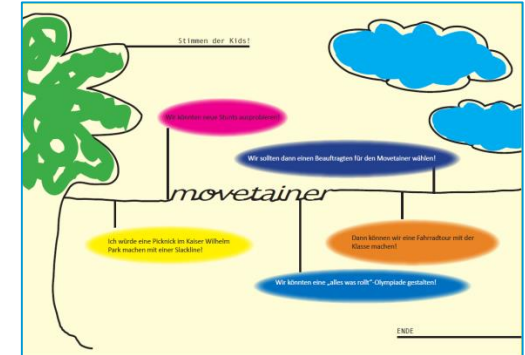 Stimmen der Kids!
Wir könnten neue Stunts ausprobieren!
Wir sollten dann einen Beauftragten für den Movetainer wählen!
movetainer
Ich würde eine Picknick im Kaiser Wilhelm
Park machen mit einer Slackline!
Dann können wir eine Fahrradtour mit der
Klasse machen!
Wir könnten eine „alles was rollt"-Olympiade gestalten!
ENDE